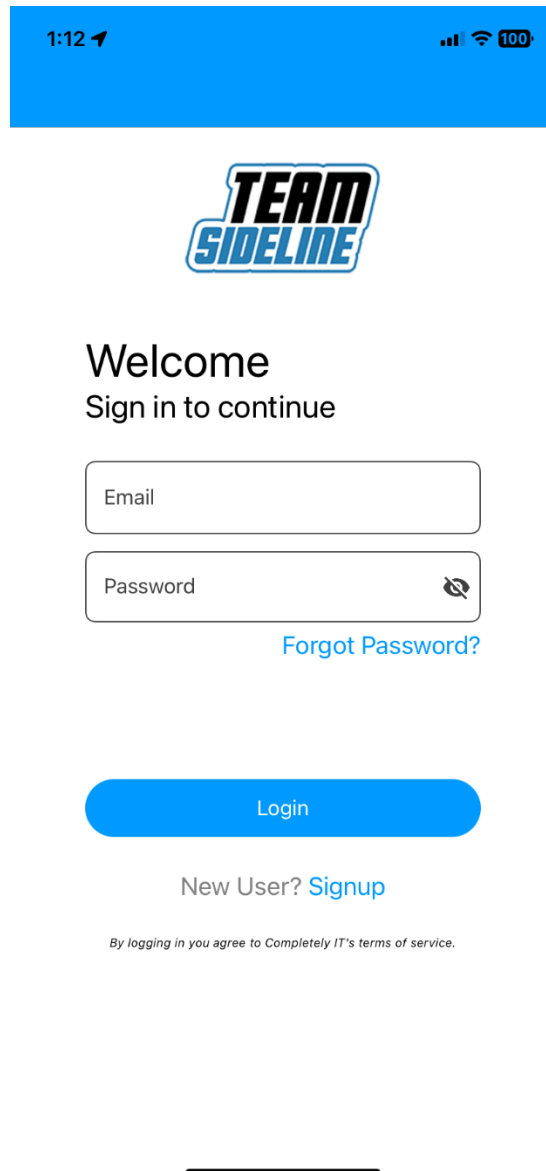 1:12
100
TEAM
SIDELINE
Welcome
Sign in to continue
Email
Password
Forgot Password?
Login
New User? Signup
By logging in you agree to Completely IT's terms of service.